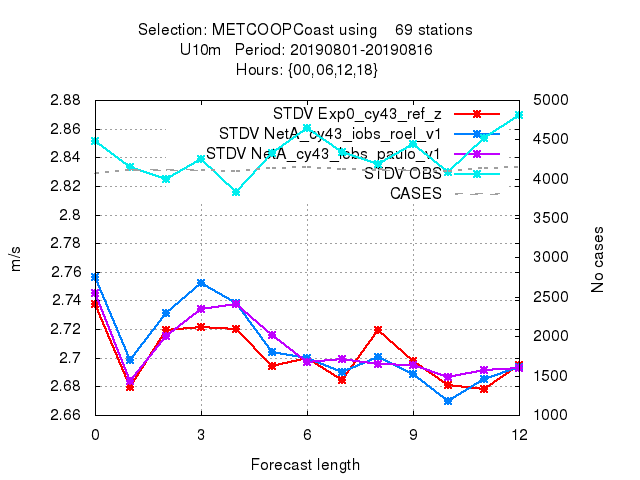 Selection: METCOOPCoast using    69 stations
U10m   Period: 20190801-20190816
Hours: {00,06,12,18}
STDV Exp0_cy43_ref_z
STDV NetA_cy43_iobs_roel_v1
STDV NetA_cy43_iobs_paulo_v1
STDV OBS
CASES
2.88
2.86
2.84
2.82
2.8
2.78
2.76
2.74
2.72
2.7
2.68
2.66
m/s
5000
4500
4000
3500
3000
2500
2000
1500
1000
No cases
0 3 6 9 12
Forecast length